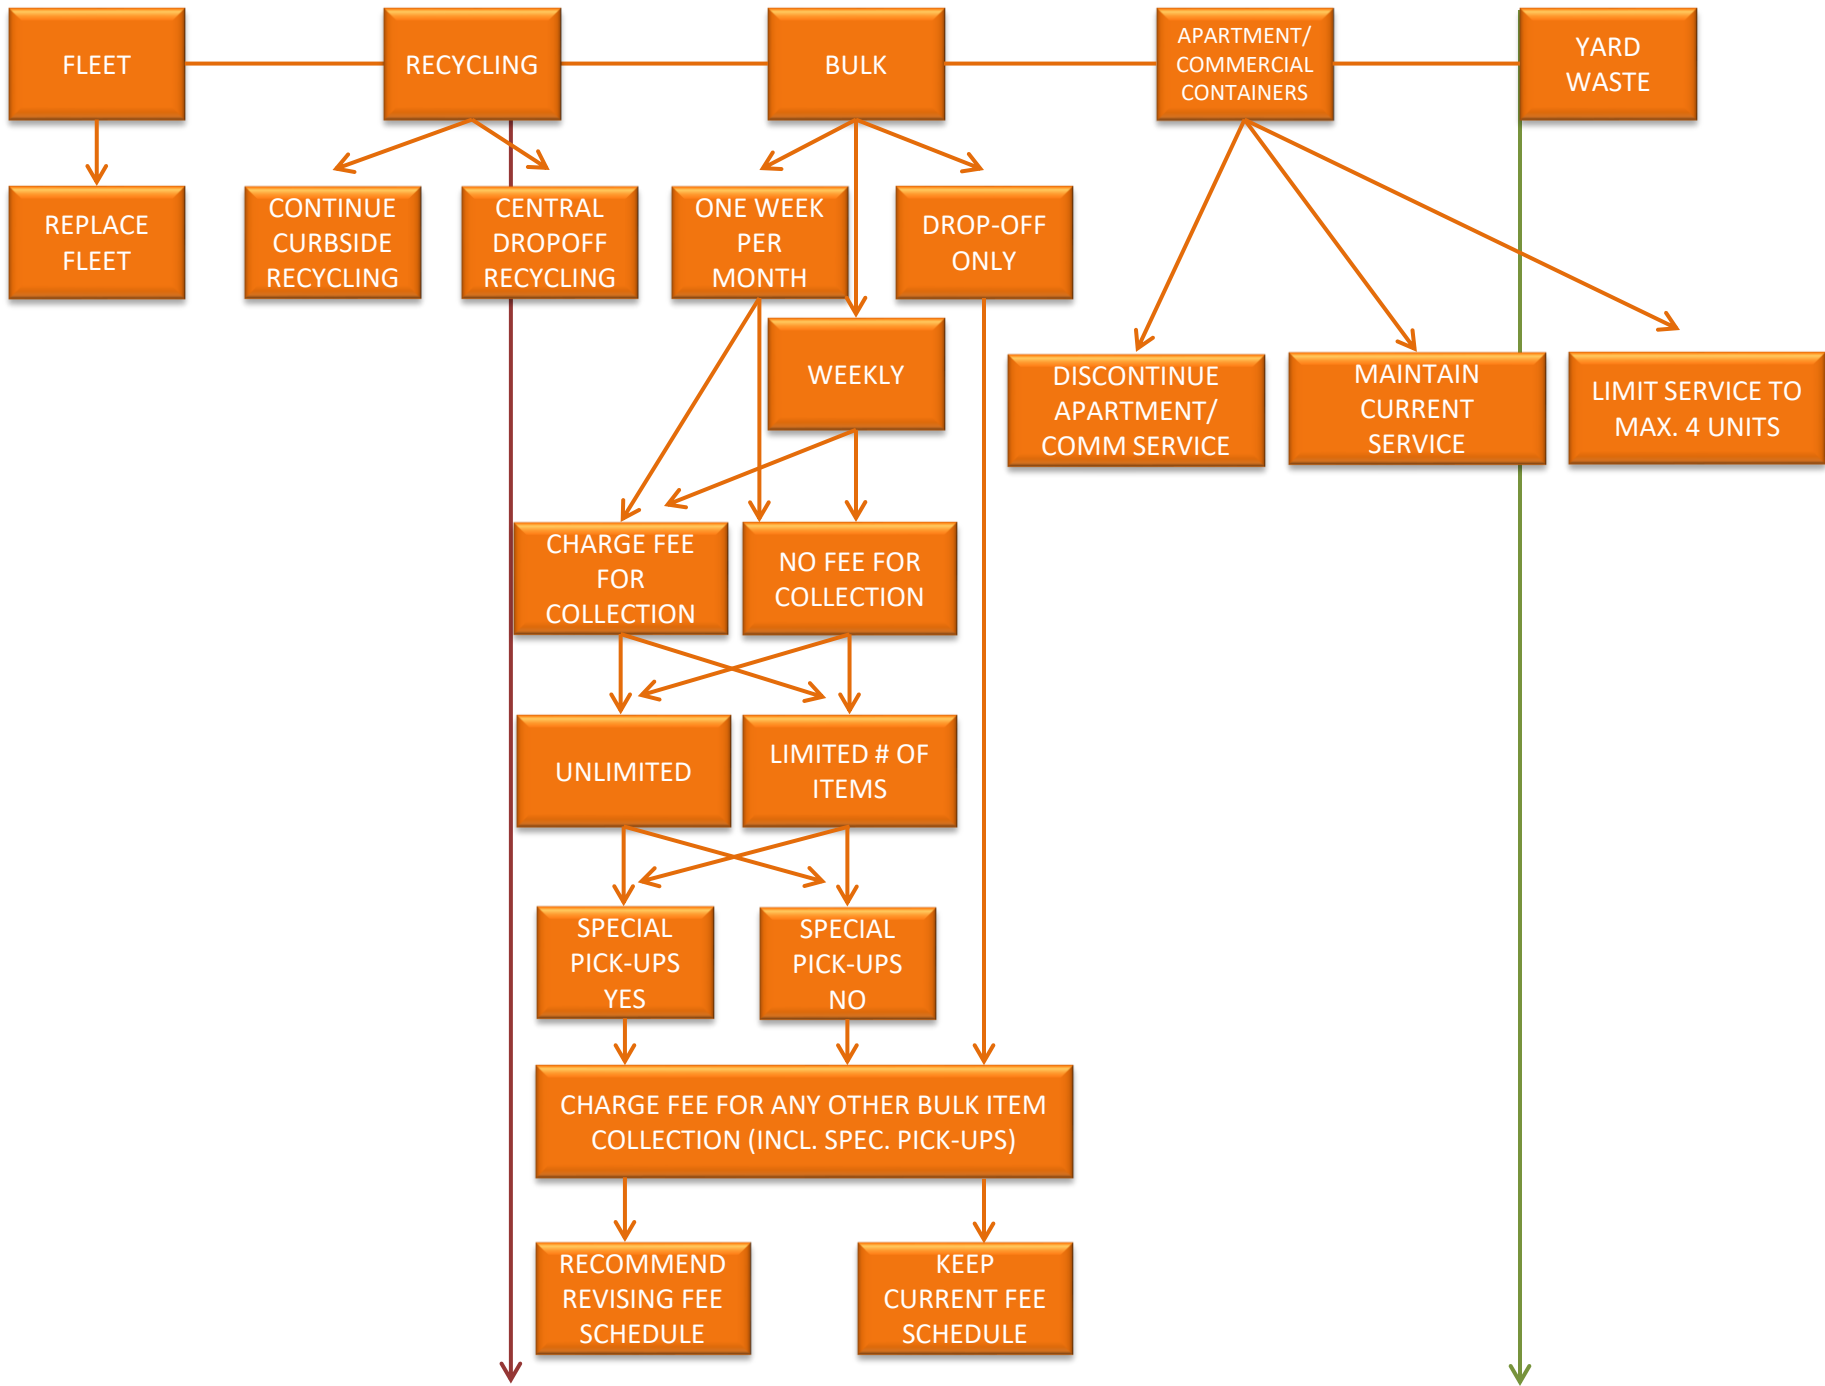 FLEET
RECYCLING
BULK
APARTMENT/
COMMERCIAL
CONTAINERS
YARD
WASTE
REPLACE
FLEET
CONTINUE
CURBSIDE
RECYCLING
CENTRAL
DROPOFF
RECYCLING
ONE WEEK
PER
MONTH
DROP-OFF
ONLY
WEEKLY
DISCONTINUE
APARTMENT/
COMM SERVICE
MAINTAIN
CURRENT
SERVICE
LIMIT SERVICE TO
MAX. 4 UNITS
CHARGE FEE
FOR
COLLECTION
NO FEE FOR
COLLECTION
UNLIMITED
LIMITED # OF
ITEMS
SPECIAL
PICK-UPS
YES
SPECIAL
PICK-UPS
NO
CHARGE FEE FOR ANY OTHER BULK ITEM
COLLECTION (INCL. SPEC. PICK-UPS)
RECOMMEND
REVISING FEE
SCHEDULE
KEEP
CURRENT FEE
SCHEDULE